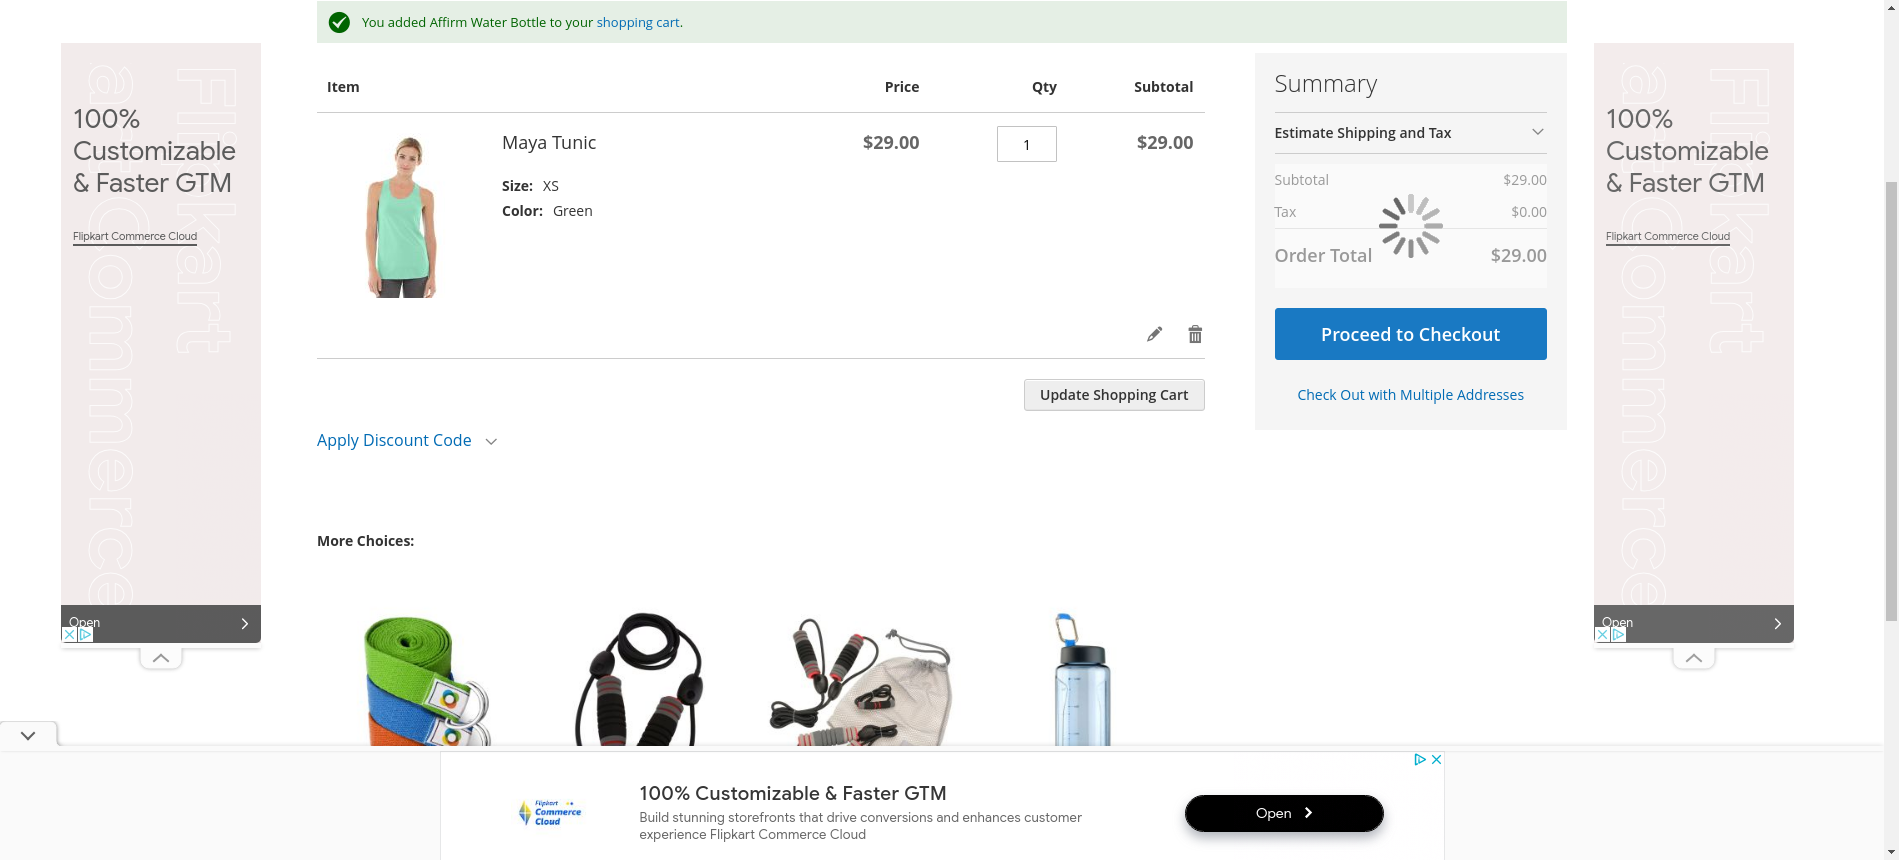 You added Affirm Water Bottle to your shopping cart.
Item Price Qty Subtotal
Maya Tunic $29.00 1 $29.00
Size: XS
Color: Green
Update Shopping Cart
Apply Discount Code
Summary
Estimate Shipping and Tax
Subtotal $29.00
Tax $0.00
Order Total $29.00
Proceed to Checkout
Check Out with Multiple Addresses
More Choices:
100%
Customizable
& Faster GTM
Flipkart Commerce Cloud
Flipkart
a Commerce
Open
100%
Customizable
& Faster GTM
Flipkart Commerce Cloud
Flipkart
a Commerce
Open
Flipkart
Commerce
Cloud
100% Customizable & Faster GTM
Build stunning storefronts that drive conversions and enhances customer
experience Flipkart Commerce Cloud
Open